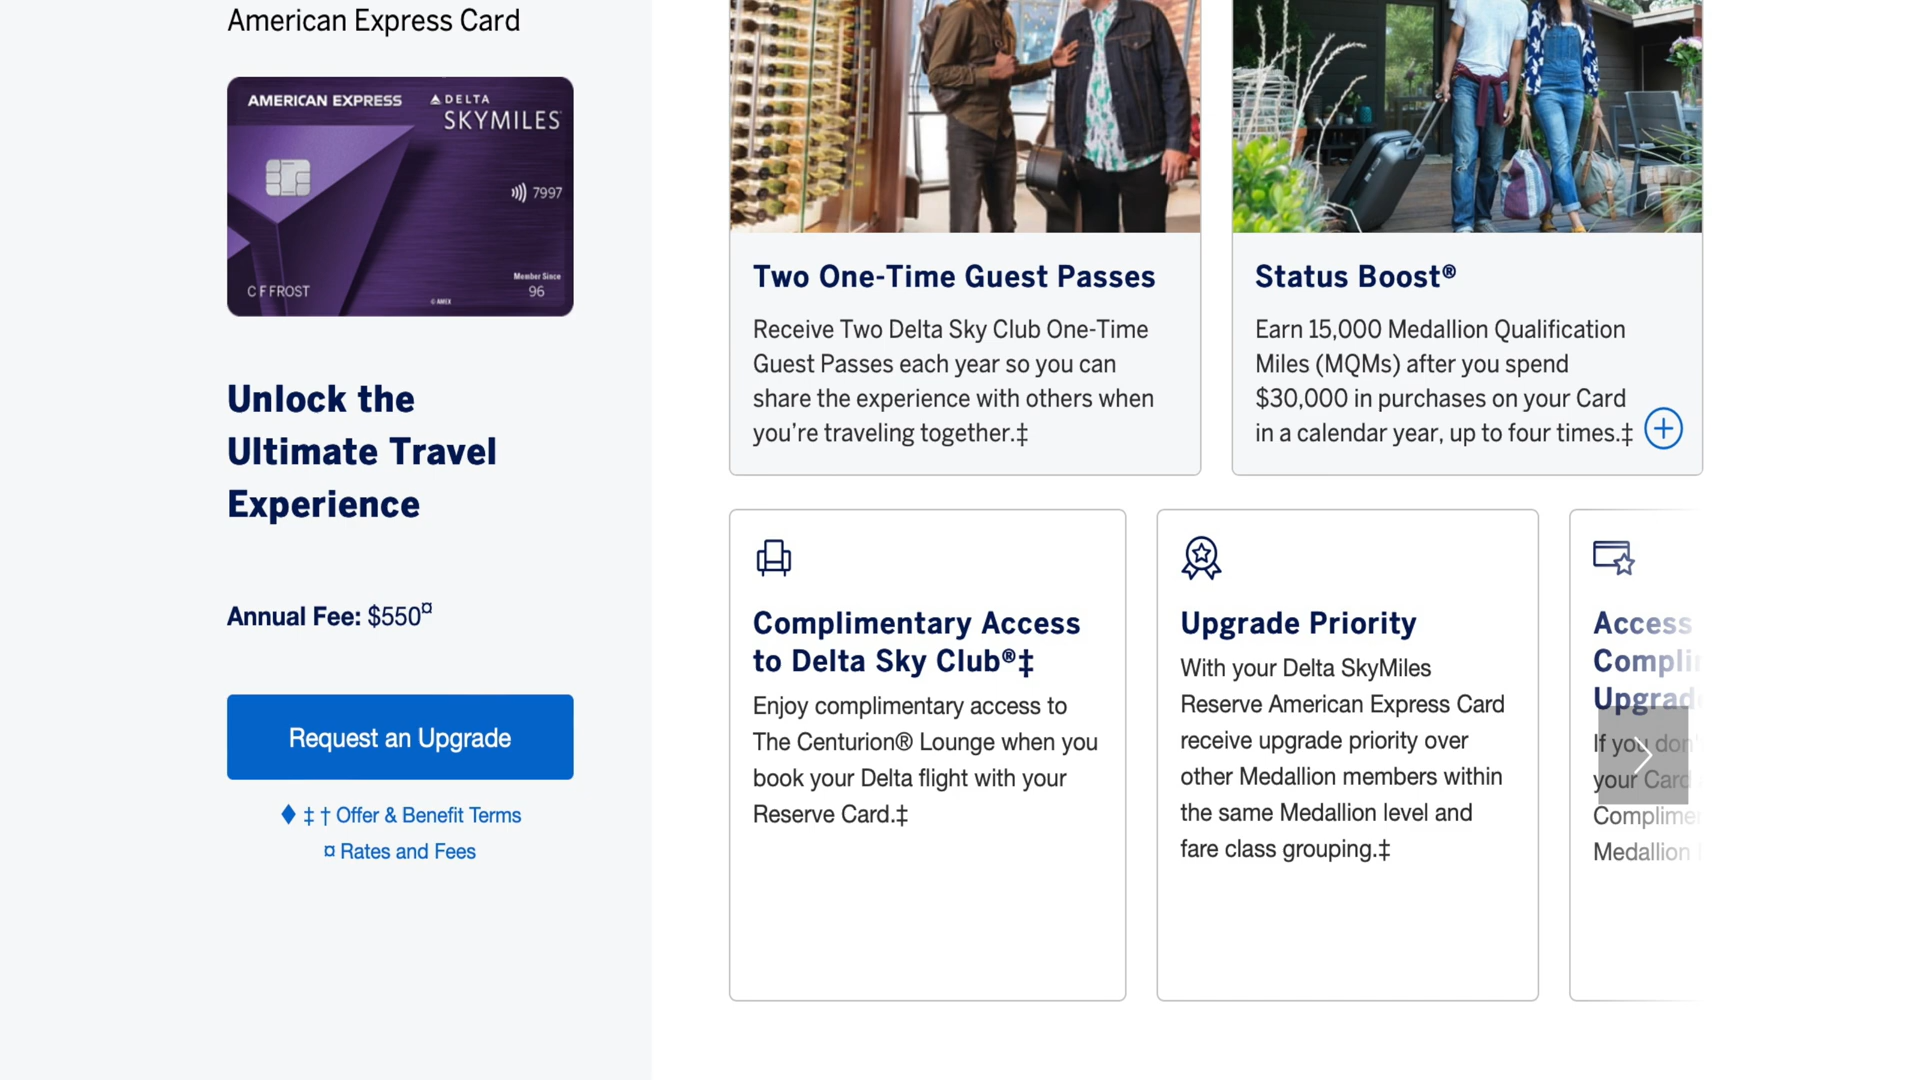 American Express Card
AMERICAN EXPRESS
DELTA
SKYMILES
7997
Member Since
C F FROST
96
© AMEX
Unlock the
Ultimate Travel
Experience
Annual Fee: $550¤
Request an Upgrade
♦ ‡ † Offer & Benefit Terms
¤ Rates and Fees
Two One-Time Guest Passes
Receive Two Delta Sky Club One-Time
Guest Passes each year so you can
share the experience with others when
you’re traveling together.‡
Status Boost®
Earn 15,000 Medallion Qualification
Miles (MQMs) after you spend
$30,000 in purchases on your Card
in a calendar year, up to four times.‡
Complimentary Access
to Delta Sky Club®‡
Enjoy complimentary access to
The Centurion® Lounge when you
book your Delta flight with your
Reserve Card.‡
Upgrade Priority
With your Delta SkyMiles
Reserve American Express Card
receive upgrade priority over
other Medallion members within
the same Medallion level and
fare class grouping.‡
Access
If you
your Card
Medallion